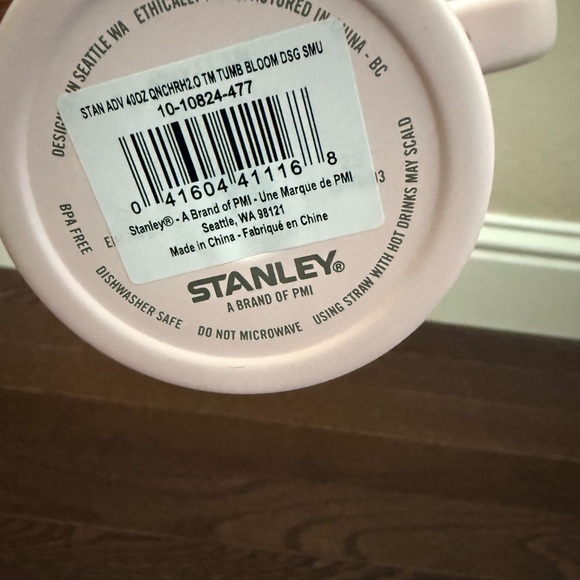 IN SEATTLE WA
ETHICALLY
IN
- BC
STAN ADV 40OZ QNCHRH2.O TM TUMB BLOOM DSG SMU
10-10824-477
0 41604 41116 8
Stanley® - A Brand of PMI - Une Marque de PMI
Seattle, WA 98121
Made in China - Fabriqué en Chine
STANLEY®
A BRAND OF PMI
BPA FREE
DISHWASHER SAFE
DO NOT MICROWAVE
USING STRAW WITH HOT DRINKS MAY SCALD